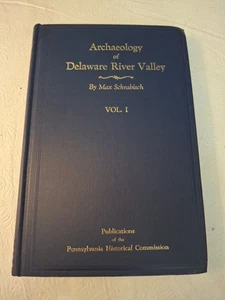 Archaeology
of
Delaware River Valley
By Max Schrabisch
VOL. I
Publications
of the
Pennsylvania Historical Commission